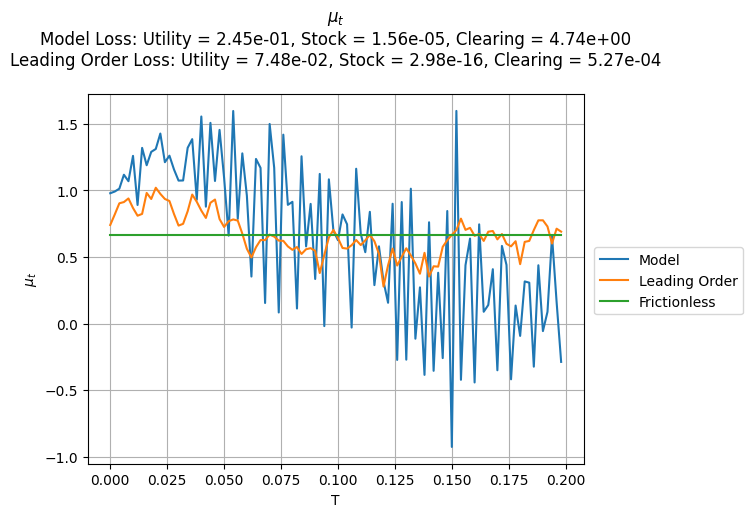 μ_t
Model Loss: Utility = 2.45e-01, Stock = 1.56e-05, Clearing = 4.74e+00
Leading Order Loss: Utility = 7.48e-02, Stock = 2.98e-16, Clearing = 5.27e-04
1.5
1.0
0.5
0.0
−0.5
−1.0
μ_t
0.000 0.025 0.050 0.075 0.100 0.125 0.150 0.175 0.200
T
Model
Leading Order
Frictionless